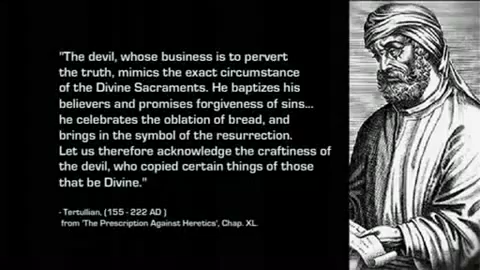 "The devil, whose business is to pervert
the truth, mimics the exact circumstance
of the Divine Sacraments. He baptizes his
believers and promises forgiveness of sins...
he celebrates the oblation of bread, and
brings in the symbol of the resurrection.
Let us therefore acknowledge the craftiness of
the devil, who copied certain things of those
that be Divine."
- Tertullian, (155 - 222 AD )
from 'The Prescription Against Heretics', Chap. XL.